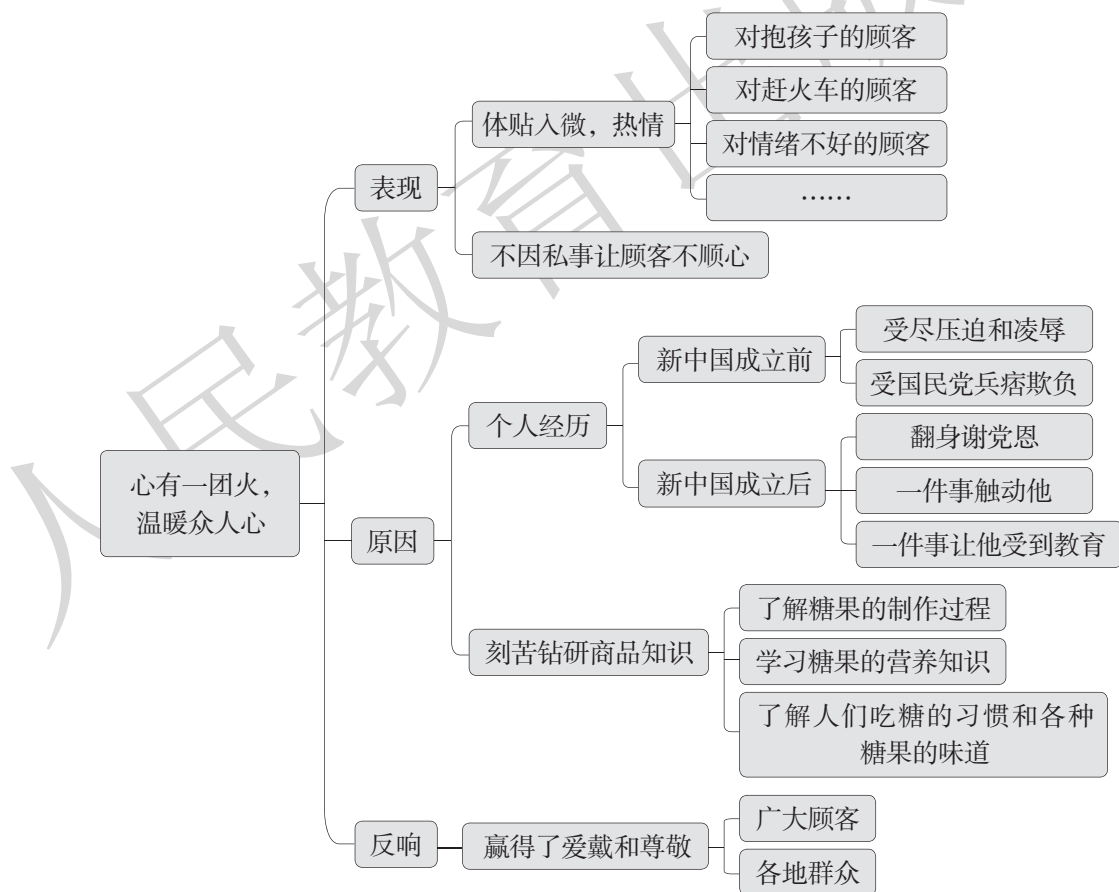 对抱孩子的顾客
对赶火车的顾客
体贴入微，热情
对情绪不好的顾客
表现
……
不因私事让顾客不顺心
受尽压迫和凌辱
新中国成立前
受国民党兵痞欺负
个人经历
翻身谢党恩
心有一团火，
温暖众人心
新中国成立后
一件事触动他
原因
一件事让他受到教育
了解糖果的制作过程
刻苦钻研商品知识
学习糖果的营养知识
了解人们吃糖的习惯和各种
糖果的味道
广大顾客
反响
赢得了爱戴和尊敬
各地群众
人民教育出版